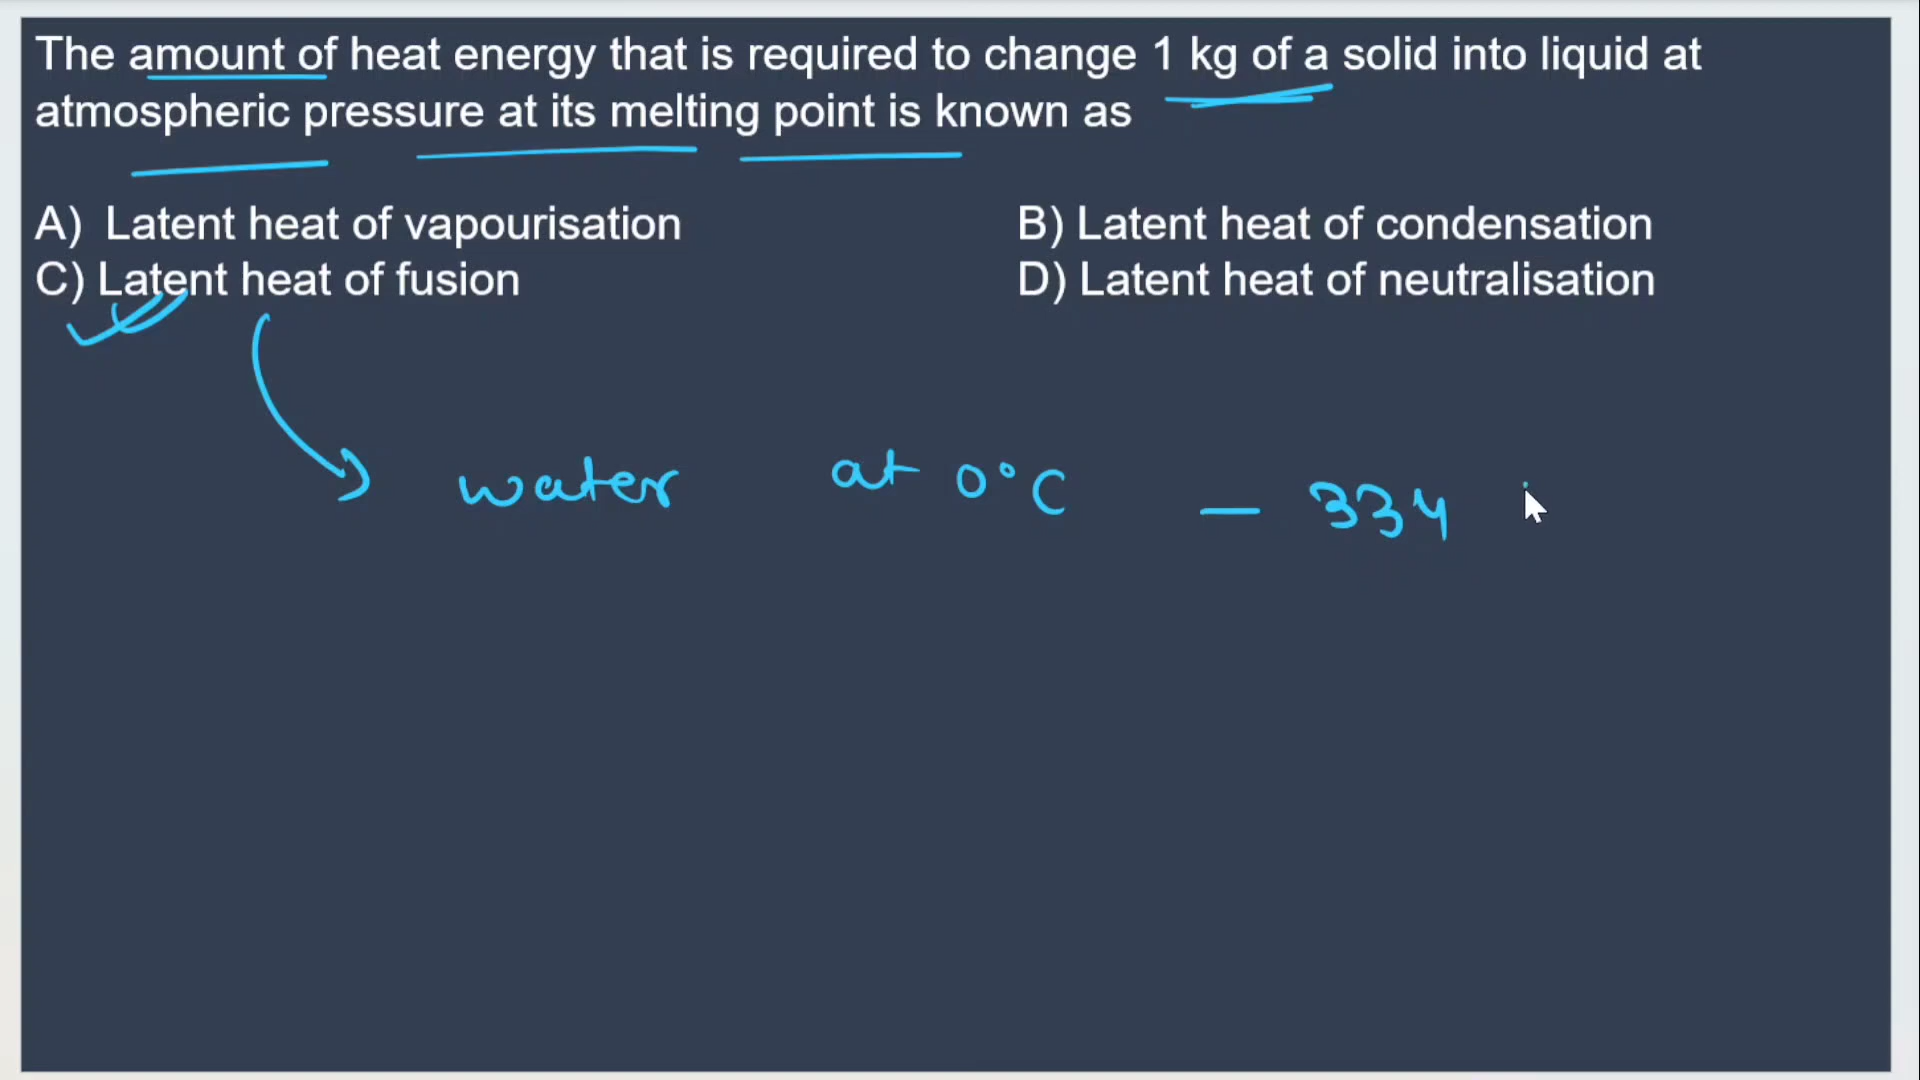 The amount of heat energy that is required to change 1 kg of a solid into liquid at
atmospheric pressure at its melting point is known as
A) Latent heat of vapourisation
B) Latent heat of condensation
C) Latent heat of fusion
D) Latent heat of neutralisation
water at 0°C — 334